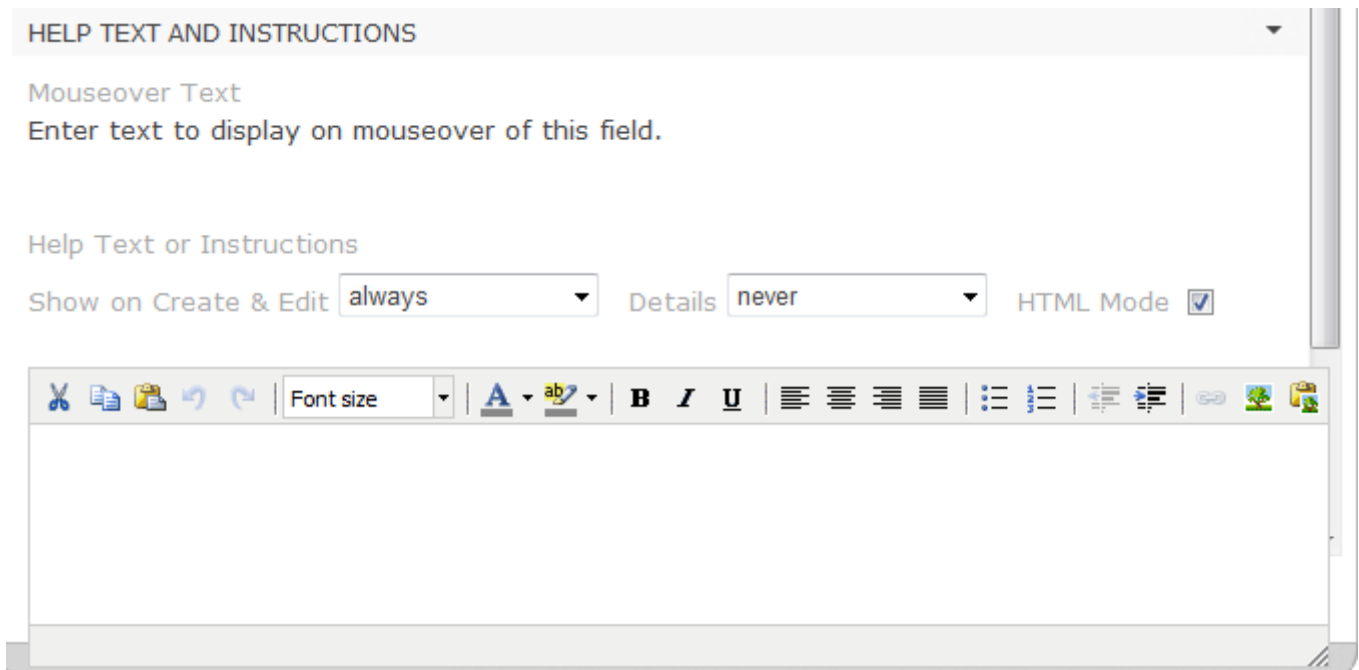 HELP TEXT AND INSTRUCTIONS
Mouseover Text
Enter text to display on mouseover of this field.
Help Text or Instructions
Show on Create & Edit always Details never HTML Mode
Font size A ab B I U